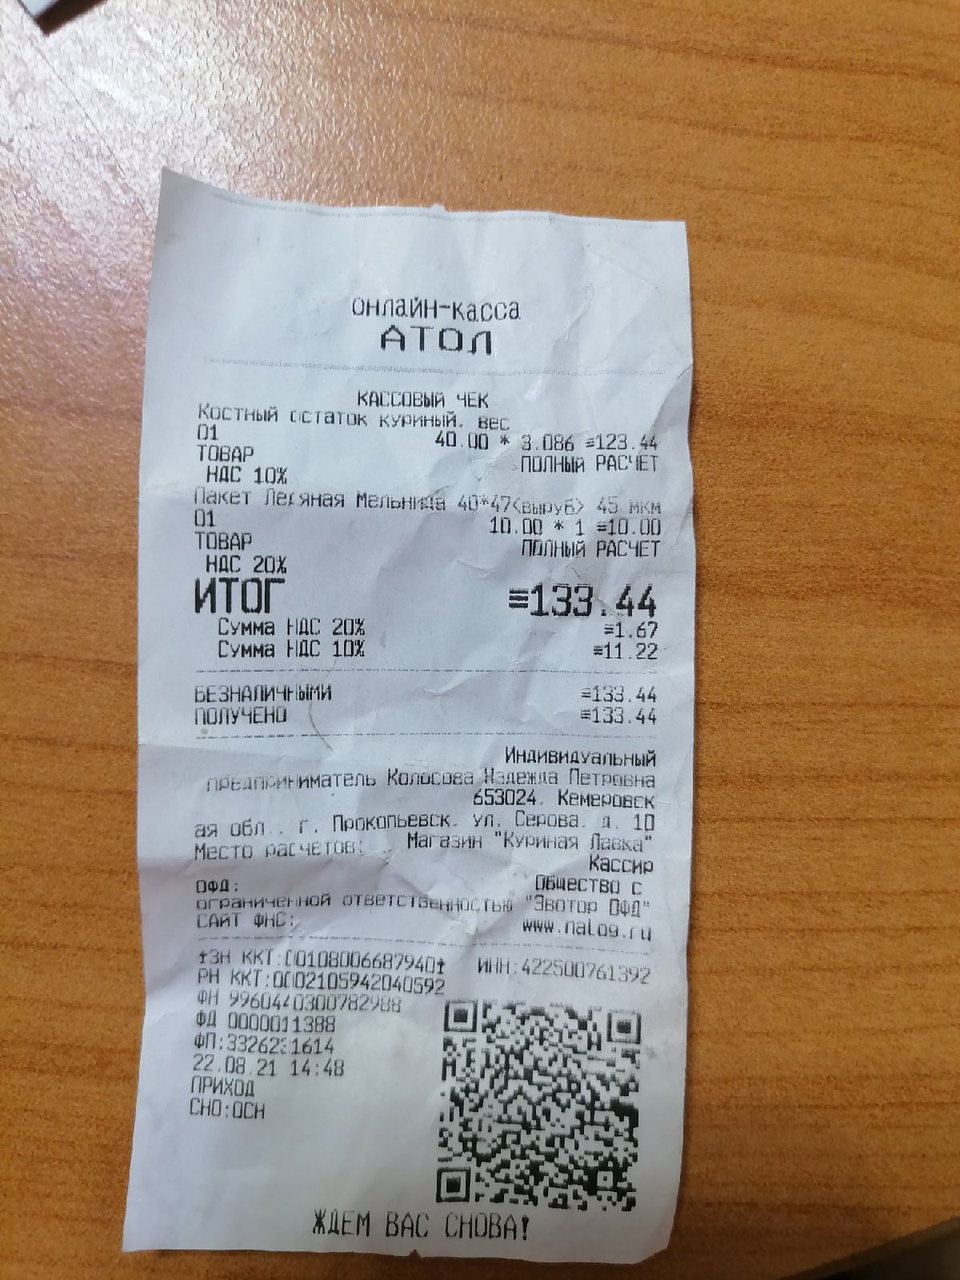 ОНЛАЙН-КАССА
АТОЛ
КАССОВЫЙ ЧЕК
Костный остаток куриный, вес
01 40.00 * 3.086 ≡123.44
ТОВАР ПОЛНЫЙ РАСЧЕТ
НДС 10%
Пакет Ледяная Мельница 40*47<выруб> 45 мкм
01 10.00 * 1 ≡10.00
ТОВАР ПОЛНЫЙ РАСЧЕТ
НДС 20%
ИТОГ ≡133.44
Сумма НДС 20% ≡1.67
Сумма НДС 10% ≡11.22
БЕЗНАЛИЧНЫМИ ≡133.44
ПОЛУЧЕНО ≡133.44
Индивидуальный
предприниматель Колосова Надежда Петровна
653024, Кемеровск
ая обл., г. Прокопьевск, ул. Серова, д. 10
Место расчетов: Магазин "Куриная Лавка"
Кассир
ОФД: Общество с
ограниченной ответственностью "Эвотор ОФД"
САЙТ ФНС: www.nalog.ru
ЗН ККТ:00108006687940 ИНН:422500761392
РН ККТ:0002105942040592
ФН 9960440300782988
ФД 0000011388
ФП:3326231614
22.08.21 14:48
ПРИХОД
СНО:ОСН
ЖДЕМ ВАС СНОВА!